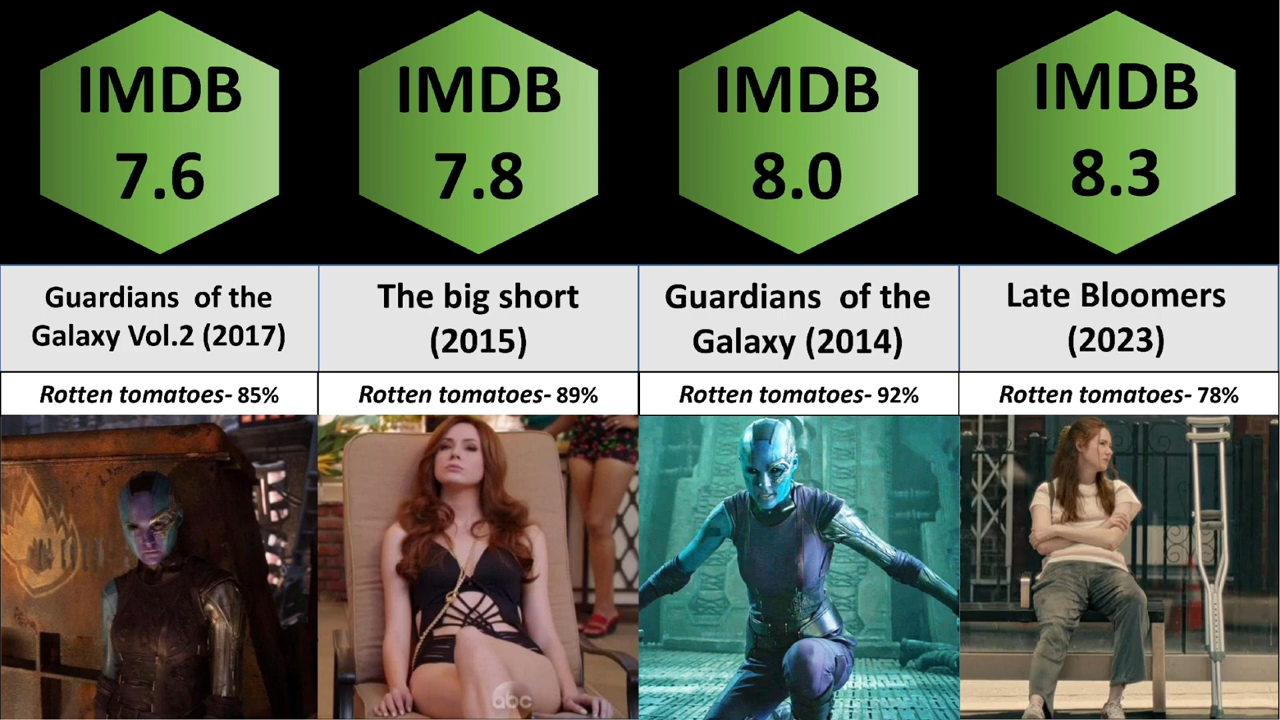 IMDB
7.6
IMDB
7.8
IMDB
8.0
IMDB
8.3
Guardians  of the
Galaxy Vol.2 (2017)
The big short
(2015)
Guardians  of the
Galaxy (2014)
Late Bloomers
(2023)
Rotten tomatoes- 85%
Rotten tomatoes- 89%
Rotten tomatoes- 92%
Rotten tomatoes- 78%
abc